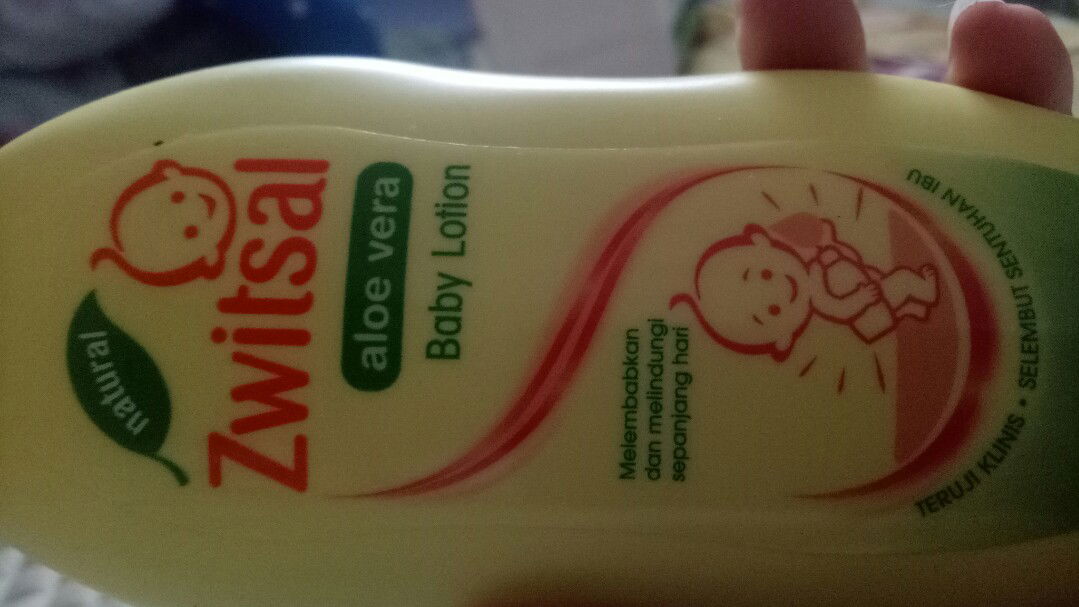 natural
Zwitsal
aloe vera
Baby Lotion
Melembabkan
dan melindungi
sepanjang hari
TERUJI KLINIS • SELEMBUT SENTUHAN IBU